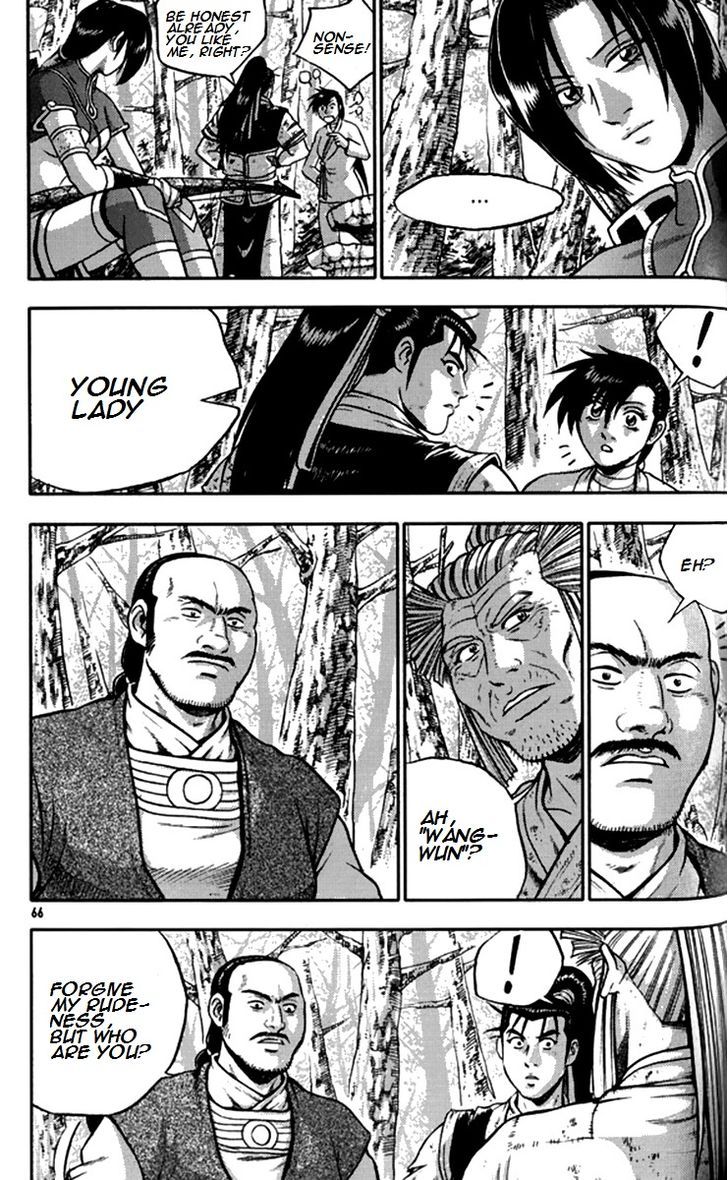 BE HONEST
ALREADY,
YOU LIKE
ME, RIGHT?
NON-
SENSE!
...
YOUNG
LADY
!
EH?
AH,
"WANG-
WUN"?
66
FORGIVE
MY RUDE-
NESS,
BUT WHO
ARE YOU?
!